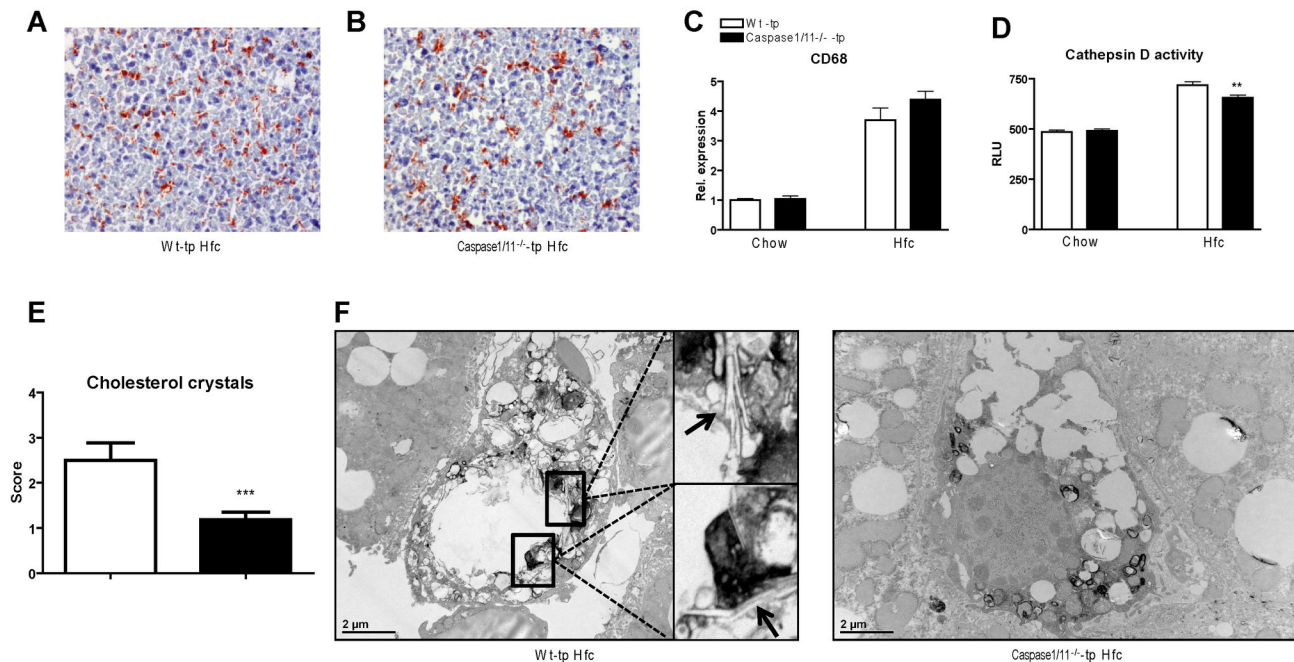 A
Wt-tp Hfc
B
Caspase1/11-/--tp Hfc
C
Wt-tp
Caspase1/11-/- -tp
CD68
Rel. expression
5
4
3
2
1
0
Chow
Hfc
D
Cathepsin D activity
RLU
750
500
250
0
**
Chow
Hfc
E
Cholesterol crystals
Score
4
3
2
1
0
***
F
2 µm
Wt-tp Hfc
2 µm
Caspase1/11-/--tp Hfc